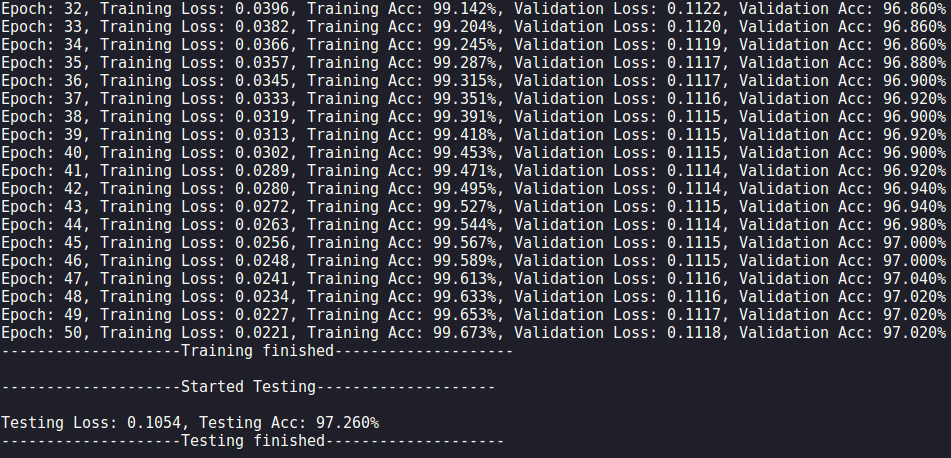 Epoch: 32, Training Loss: 0.0396, Training Acc: 99.142%, Validation Loss: 0.1122, Validation Acc: 96.860%
Epoch: 33, Training Loss: 0.0382, Training Acc: 99.204%, Validation Loss: 0.1120, Validation Acc: 96.860%
Epoch: 34, Training Loss: 0.0366, Training Acc: 99.245%, Validation Loss: 0.1119, Validation Acc: 96.860%
Epoch: 35, Training Loss: 0.0357, Training Acc: 99.287%, Validation Loss: 0.1117, Validation Acc: 96.880%
Epoch: 36, Training Loss: 0.0345, Training Acc: 99.315%, Validation Loss: 0.1117, Validation Acc: 96.900%
Epoch: 37, Training Loss: 0.0333, Training Acc: 99.351%, Validation Loss: 0.1116, Validation Acc: 96.920%
Epoch: 38, Training Loss: 0.0319, Training Acc: 99.391%, Validation Loss: 0.1115, Validation Acc: 96.900%
Epoch: 39, Training Loss: 0.0313, Training Acc: 99.418%, Validation Loss: 0.1115, Validation Acc: 96.920%
Epoch: 40, Training Loss: 0.0302, Training Acc: 99.453%, Validation Loss: 0.1115, Validation Acc: 96.900%
Epoch: 41, Training Loss: 0.0289, Training Acc: 99.471%, Validation Loss: 0.1114, Validation Acc: 96.920%
Epoch: 42, Training Loss: 0.0280, Training Acc: 99.495%, Validation Loss: 0.1114, Validation Acc: 96.940%
Epoch: 43, Training Loss: 0.0272, Training Acc: 99.527%, Validation Loss: 0.1115, Validation Acc: 96.940%
Epoch: 44, Training Loss: 0.0263, Training Acc: 99.544%, Validation Loss: 0.1114, Validation Acc: 96.980%
Epoch: 45, Training Loss: 0.0256, Training Acc: 99.567%, Validation Loss: 0.1115, Validation Acc: 97.000%
Epoch: 46, Training Loss: 0.0248, Training Acc: 99.589%, Validation Loss: 0.1115, Validation Acc: 97.000%
Epoch: 47, Training Loss: 0.0241, Training Acc: 99.613%, Validation Loss: 0.1116, Validation Acc: 97.040%
Epoch: 48, Training Loss: 0.0234, Training Acc: 99.633%, Validation Loss: 0.1116, Validation Acc: 97.020%
Epoch: 49, Training Loss: 0.0227, Training Acc: 99.653%, Validation Loss: 0.1117, Validation Acc: 97.020%
Epoch: 50, Training Loss: 0.0221, Training Acc: 99.673%, Validation Loss: 0.1118, Validation Acc: 97.020%
--------------------Training finished--------------------
--------------------Started Testing--------------------
Testing Loss: 0.1054, Testing Acc: 97.260%
--------------------Testing finished--------------------